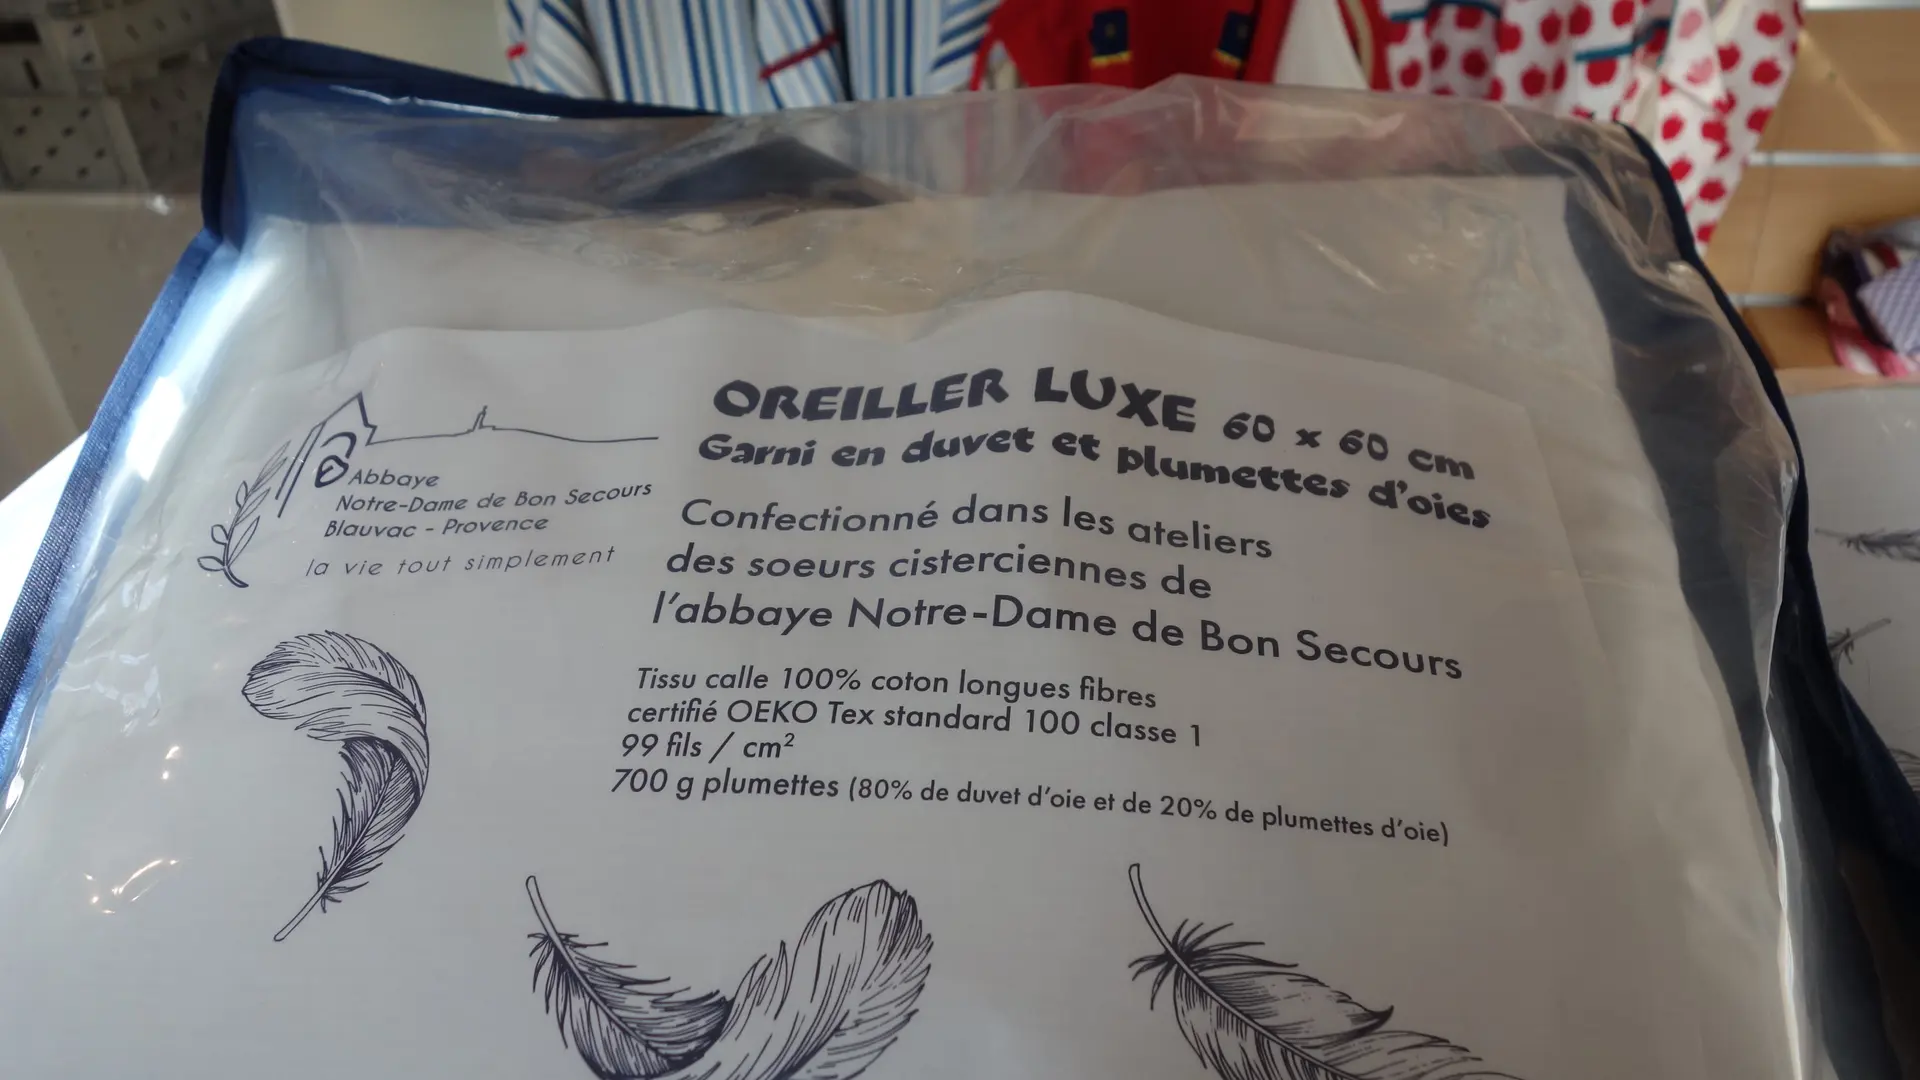 Abbaye
Notre-Dame de Bon Secours
Blauvac - Provence
la vie tout simplement
OREILLER LUXE 60 x 60 cm
Garni en duvet et plumettes d'oies
Confectionné dans les ateliers
des soeurs cisterciennes de
l'abbaye Notre-Dame de Bon Secours
Tissu calle 100% coton longues fibres
certifié OEKO Tex standard 100 classe 1
99 fils / cm²
700 g plumettes (80% de duvet d'oie et de 20% de plumettes d'oie)